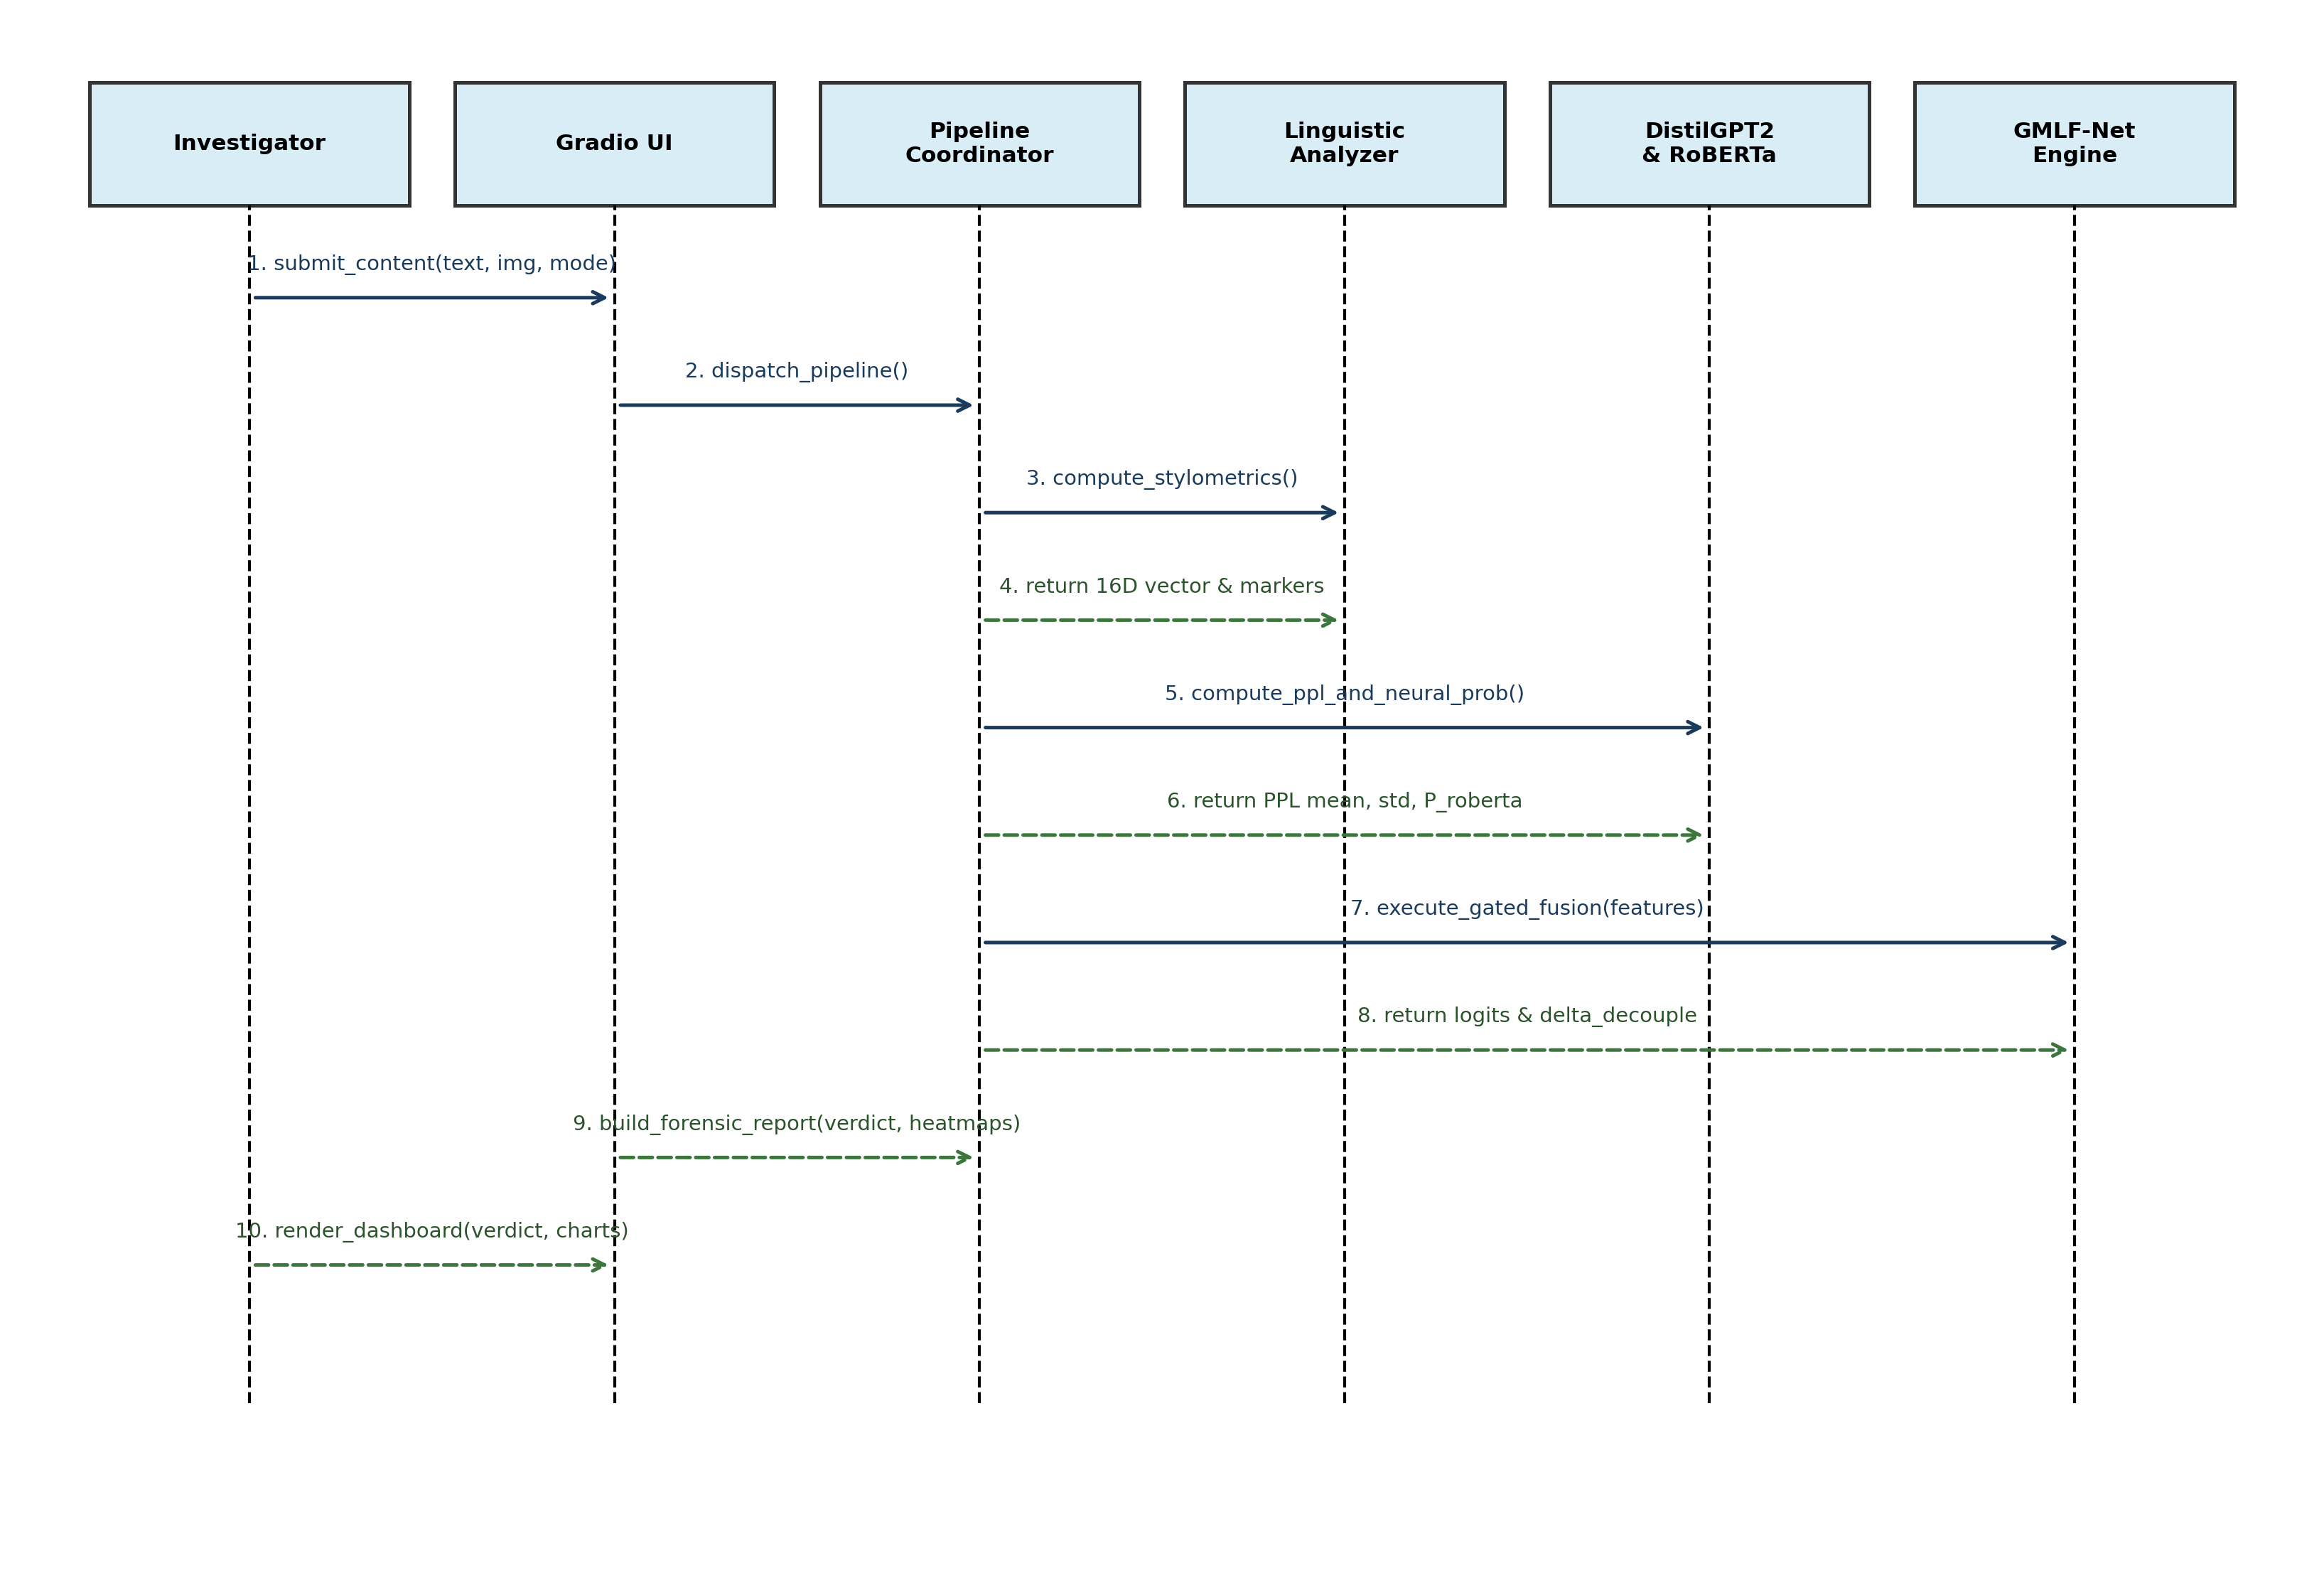 Investigator
Gradio UI
Pipeline
Coordinator
Linguistic
Analyzer
DistilGPT2
& RoBERTa
GMLF-Net
Engine
1. submit_content(text, img, mode)
2. dispatch_pipeline()
3. compute_stylometrics()
4. return 16D vector & markers
5. compute_ppl_and_neural_prob()
6. return PPL mean, std, P_roberta
7. execute_gated_fusion(features)
8. return logits & delta_decouple
9. build_forensic_report(verdict, heatmaps)
10. render_dashboard(verdict, charts)